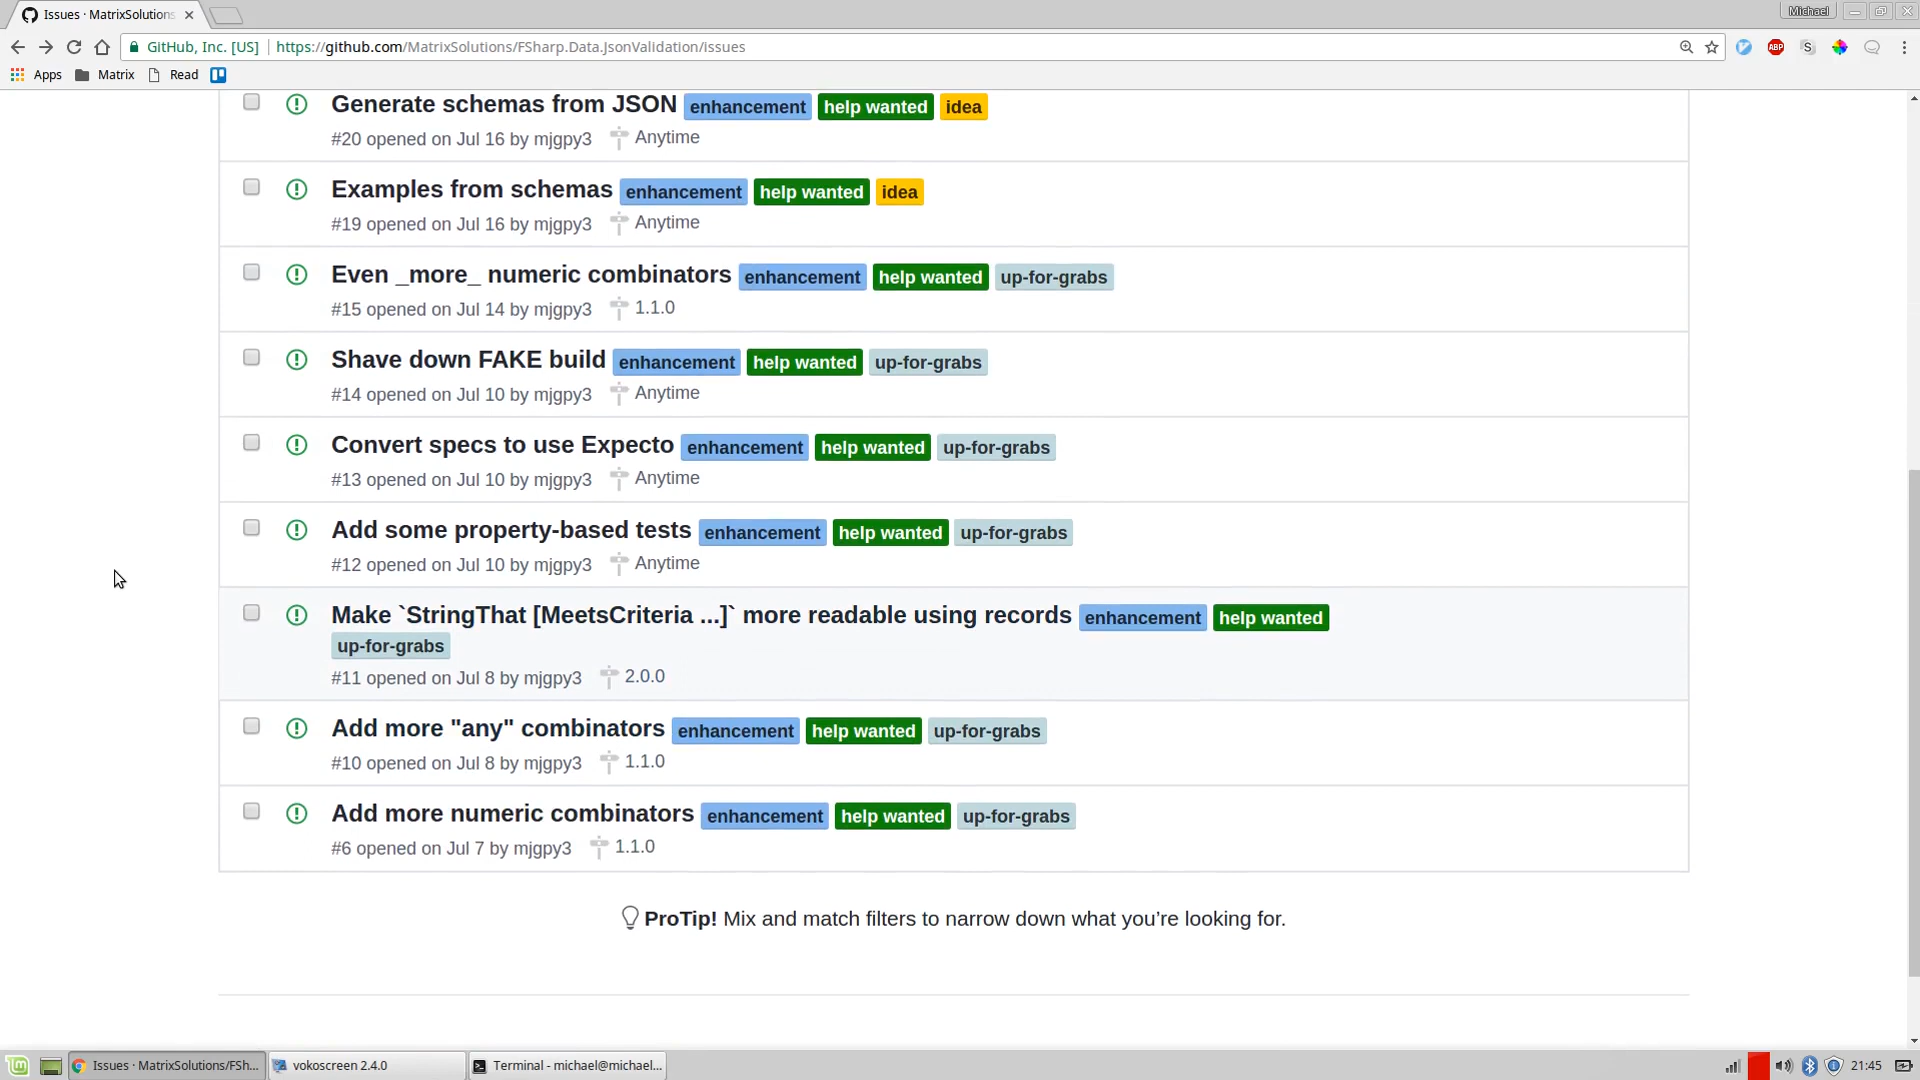 Issues · MatrixSolutions
Michael
GitHub, Inc. [US] https://github.com/MatrixSolutions/FSharp.Data.JsonValidation/issues
ABP
S
Apps Matrix Read
Generate schemas from JSON enhancement help wanted idea
#20 opened on Jul 16 by mjgpy3 Anytime
Examples from schemas enhancement help wanted idea
#19 opened on Jul 16 by mjgpy3 Anytime
Even _more_ numeric combinators enhancement help wanted up-for-grabs
#15 opened on Jul 14 by mjgpy3 1.1.0
Shave down FAKE build enhancement help wanted up-for-grabs
#14 opened on Jul 10 by mjgpy3 Anytime
Convert specs to use Expecto enhancement help wanted up-for-grabs
#13 opened on Jul 10 by mjgpy3 Anytime
Add some property-based tests enhancement help wanted up-for-grabs
#12 opened on Jul 10 by mjgpy3 Anytime
Make `StringThat [MeetsCriteria ...]` more readable using records enhancement help wanted
up-for-grabs
#11 opened on Jul 8 by mjgpy3 2.0.0
Add more "any" combinators enhancement help wanted up-for-grabs
#10 opened on Jul 8 by mjgpy3 1.1.0
Add more numeric combinators enhancement help wanted up-for-grabs
#6 opened on Jul 7 by mjgpy3 1.1.0
ProTip! Mix and match filters to narrow down what you’re looking for.
Issues · MatrixSolutions/FSh... vokoscreen 2.4.0 Terminal - michael@michael... 21:45